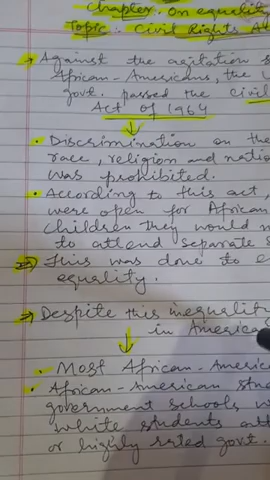 Chapter: On equality
Topic: Civil Rights A
Against the agitation
African-Americans, the U
govt. passed the civil
Act of 1964
Discrimination on the
race, religion and natio
was prohibited.
According to this act
were open for African
children they would n
to attend separate s
This was done to e
equality.
Despite this inequality
in America
Most African-Americ
African-American stu
government schools w
white students att
or highly rated govt.